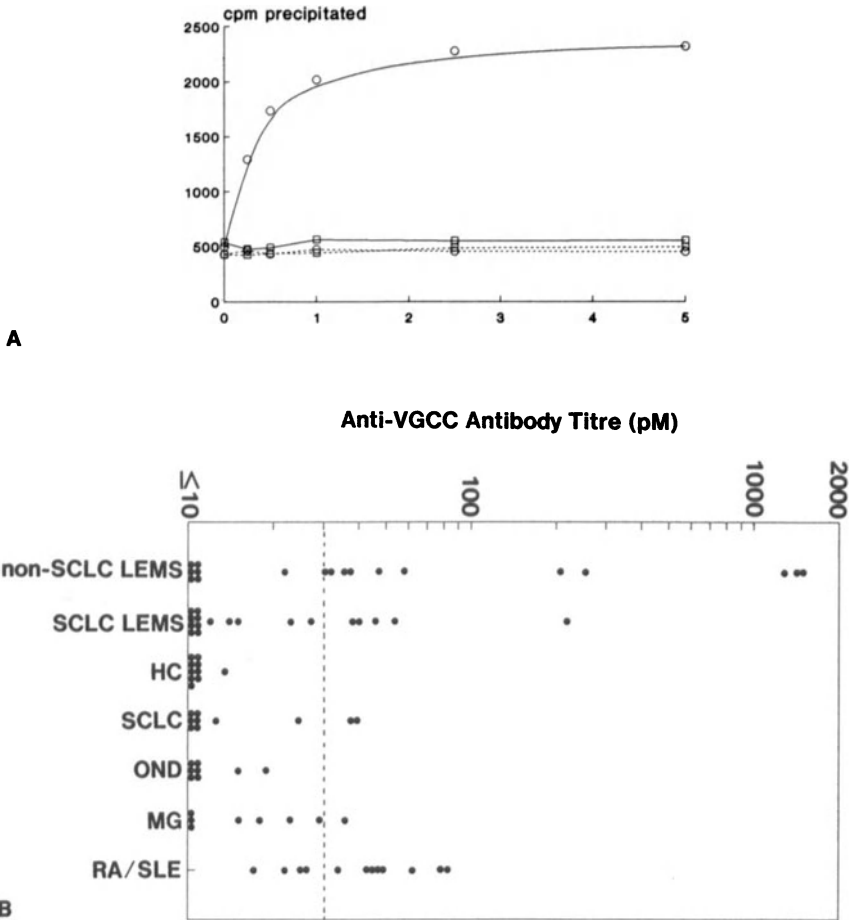 cpm precipitated
2500
2000
1500
1000
500
0
0 1 2 3 4 5
A
Anti-VGCC Antibody Titre (pM)
≤10 100 1000 2000
non-SCLC LEMS
SCLC LEMS
HC
SCLC
OND
MG
RA/SLE
B